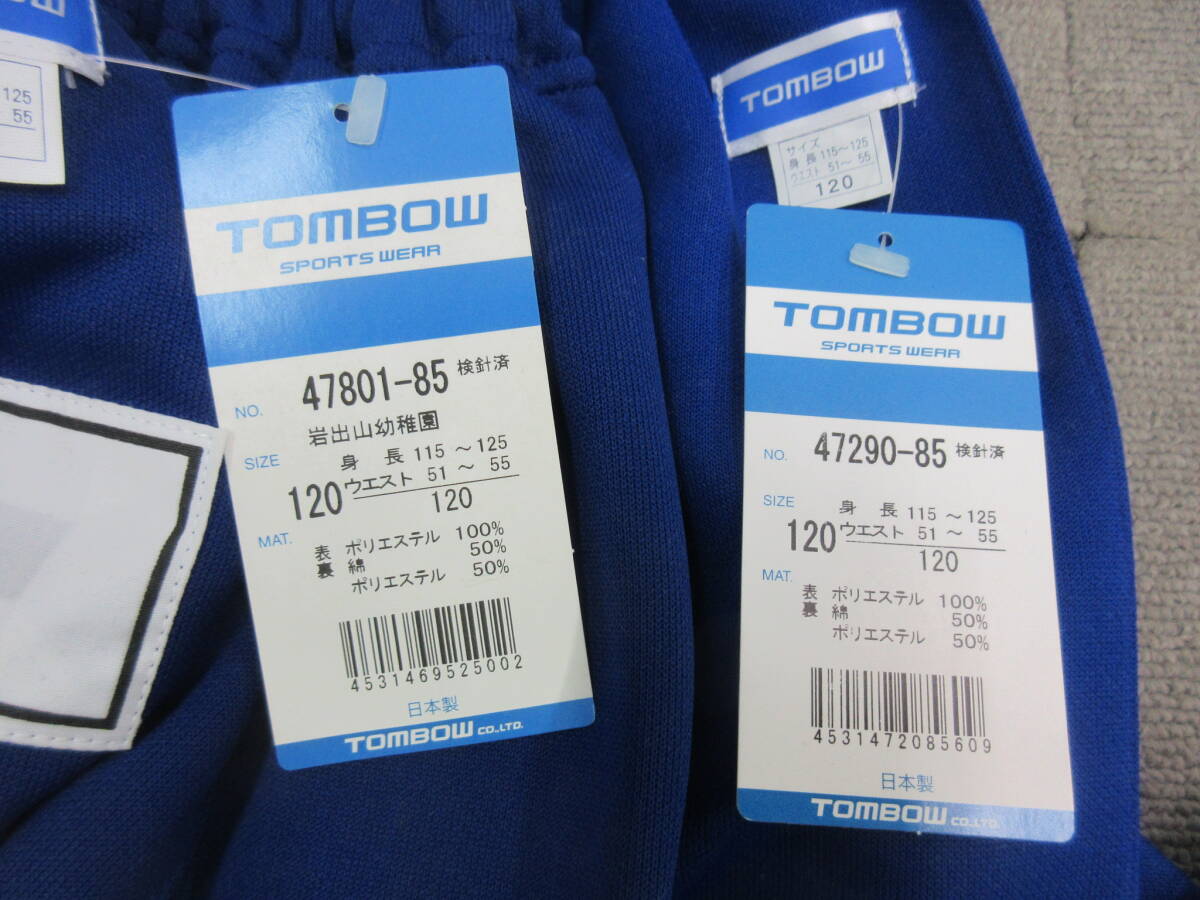 125
55
TOMBOW
SPORTS WEAR
NO. 47801-85 検針済
岩出山幼稚園
SIZE 身長 115～125
120 ウエスト 51～ 55
120
MAT. 表 ポリエステル 100%
裏 綿 50%
ポリエステル 50%
4531469525002
日本製
TOMBOW CO.,LTD.
TOMBOW
サイズ
身長 115～125
ウエスト 51～ 55
120
TOMBOW
SPORTS WEAR
NO. 47290-85 検針済
SIZE 身長 115～125
120 ウエスト 51～ 55
120
MAT. 表 ポリエステル 100%
裏 綿 50%
ポリエステル 50%
4531472085609
日本製
TOMBOW CO.,LTD.